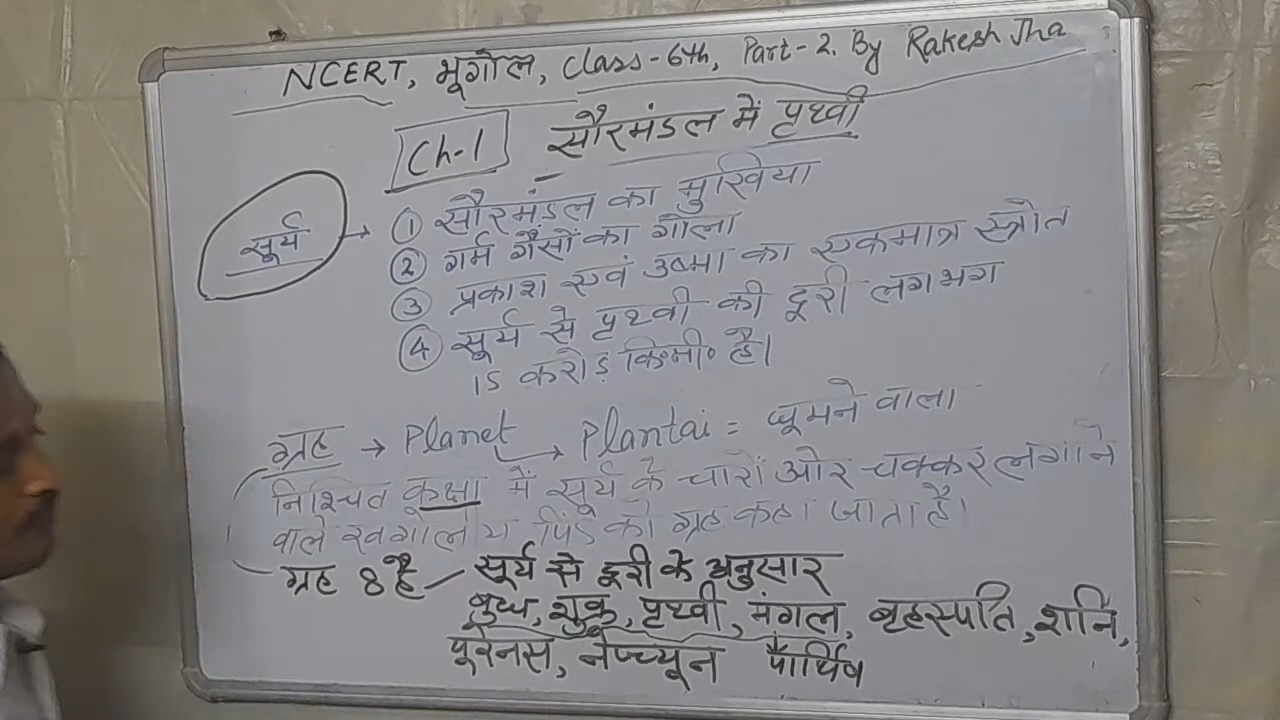 NCERT, भूगोल, Class-6th, Part-2. By Rakesh Jha
Ch-1 सौरमंडल में पृथ्वी
सूर्य → ① सौरमंडल का मुखिया
② गर्म गैसों का गोला
③ प्रकाश एवं उष्मा का एकमात्र स्त्रोत
④ सूर्य से पृथ्वी की दूरी लगभग
15 करोड़ कि॰मी॰ है।
ग्रह → Planet → Plantai = घूमने वाला
निश्चित कक्षा में सूर्य के चारों ओर चक्कर लगाने
वाले खगोलीय पिंड को ग्रह कहा जाता है।
ग्रह 8 है – सूर्य से दूरी के अनुसार
बुध, शुक्र, पृथ्वी, मंगल, बृहस्पति, शनि,
यूरेनस, नेप्च्यून पार्थिव